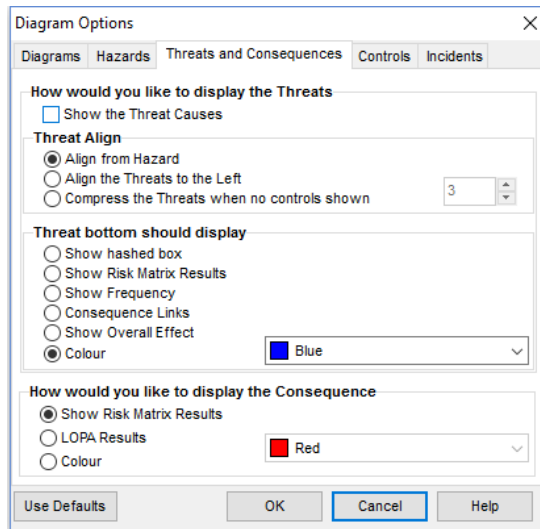 Diagram Options
Diagrams Hazards Threats and Consequences Controls Incidents
How would you like to display the Threats
Show the Threat Causes
Threat Align
Align from Hazard
Align the Threats to the Left
Compress the Threats when no controls shown 3
Threat bottom should display
Show hashed box
Show Risk Matrix Results
Show Frequency
Consequence Links
Show Overall Effect
Colour Blue
How would you like to display the Consequence
Show Risk Matrix Results
LOPA Results
Red
Colour
Use Defaults OK Cancel Help